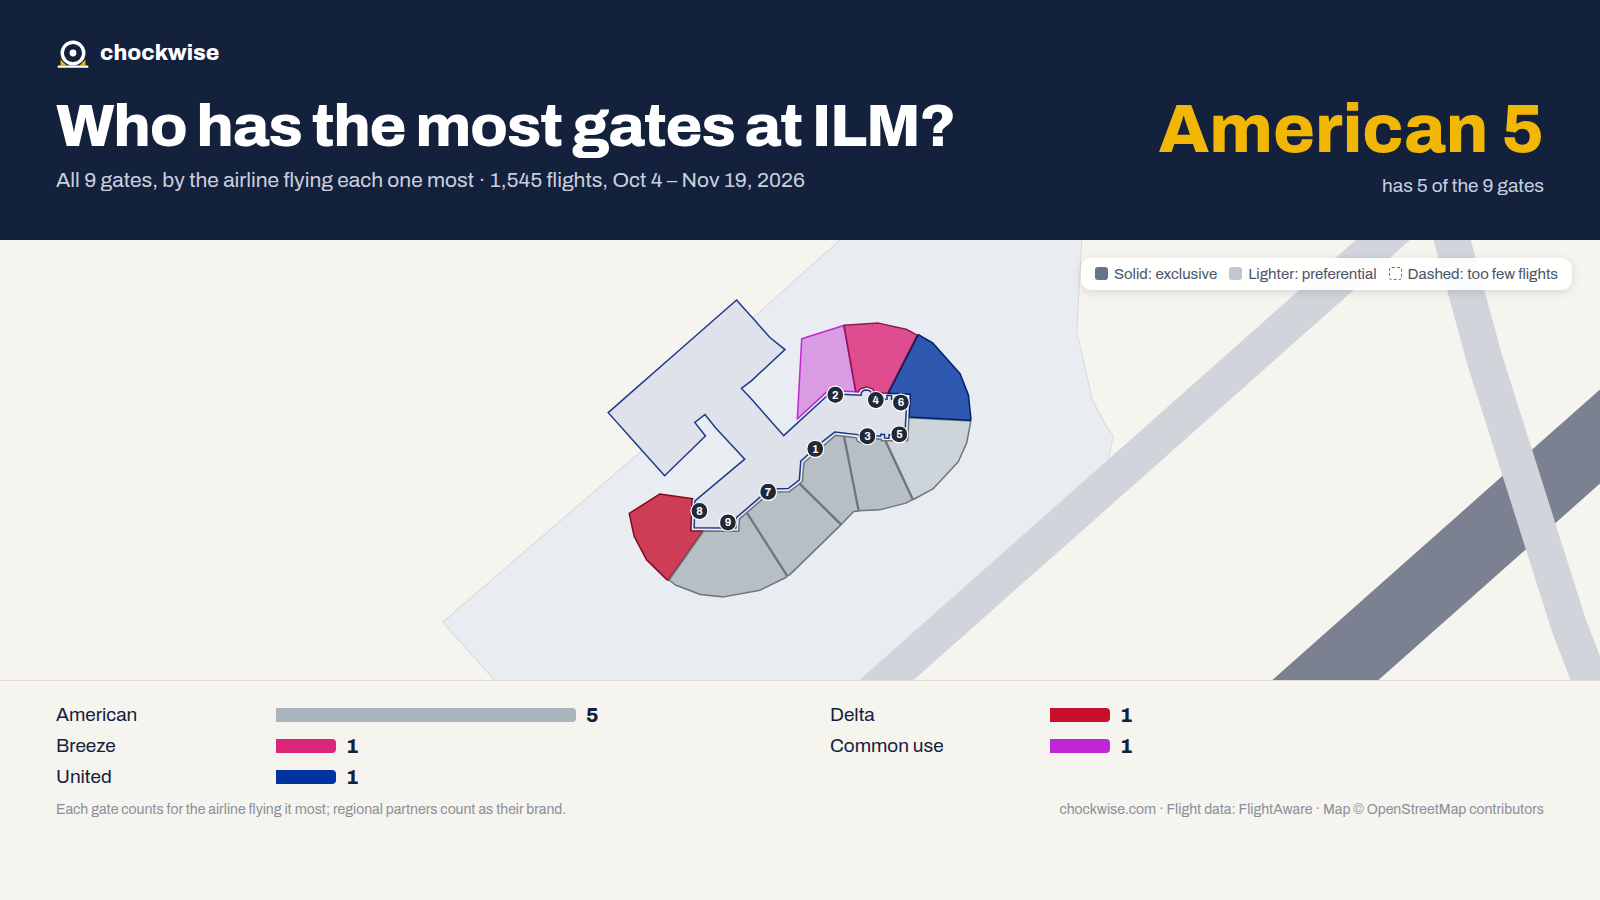 chockwise
Who has the most gates at ILM?
All 9 gates, by the airline flying each one most · 1,545 flights, Oct 4 – Nov 19, 2026
American 5
has 5 of the 9 gates
Solid: exclusive
Lighter: preferential
Dashed: too few flights
2
4
6
3
5
1
7
8
9
American 5
Breeze 1
United 1
Delta 1
Common use 1
Each gate counts for the airline flying it most; regional partners count as their brand.
chockwise.com · Flight data: FlightAware · Map © OpenStreetMap contributors